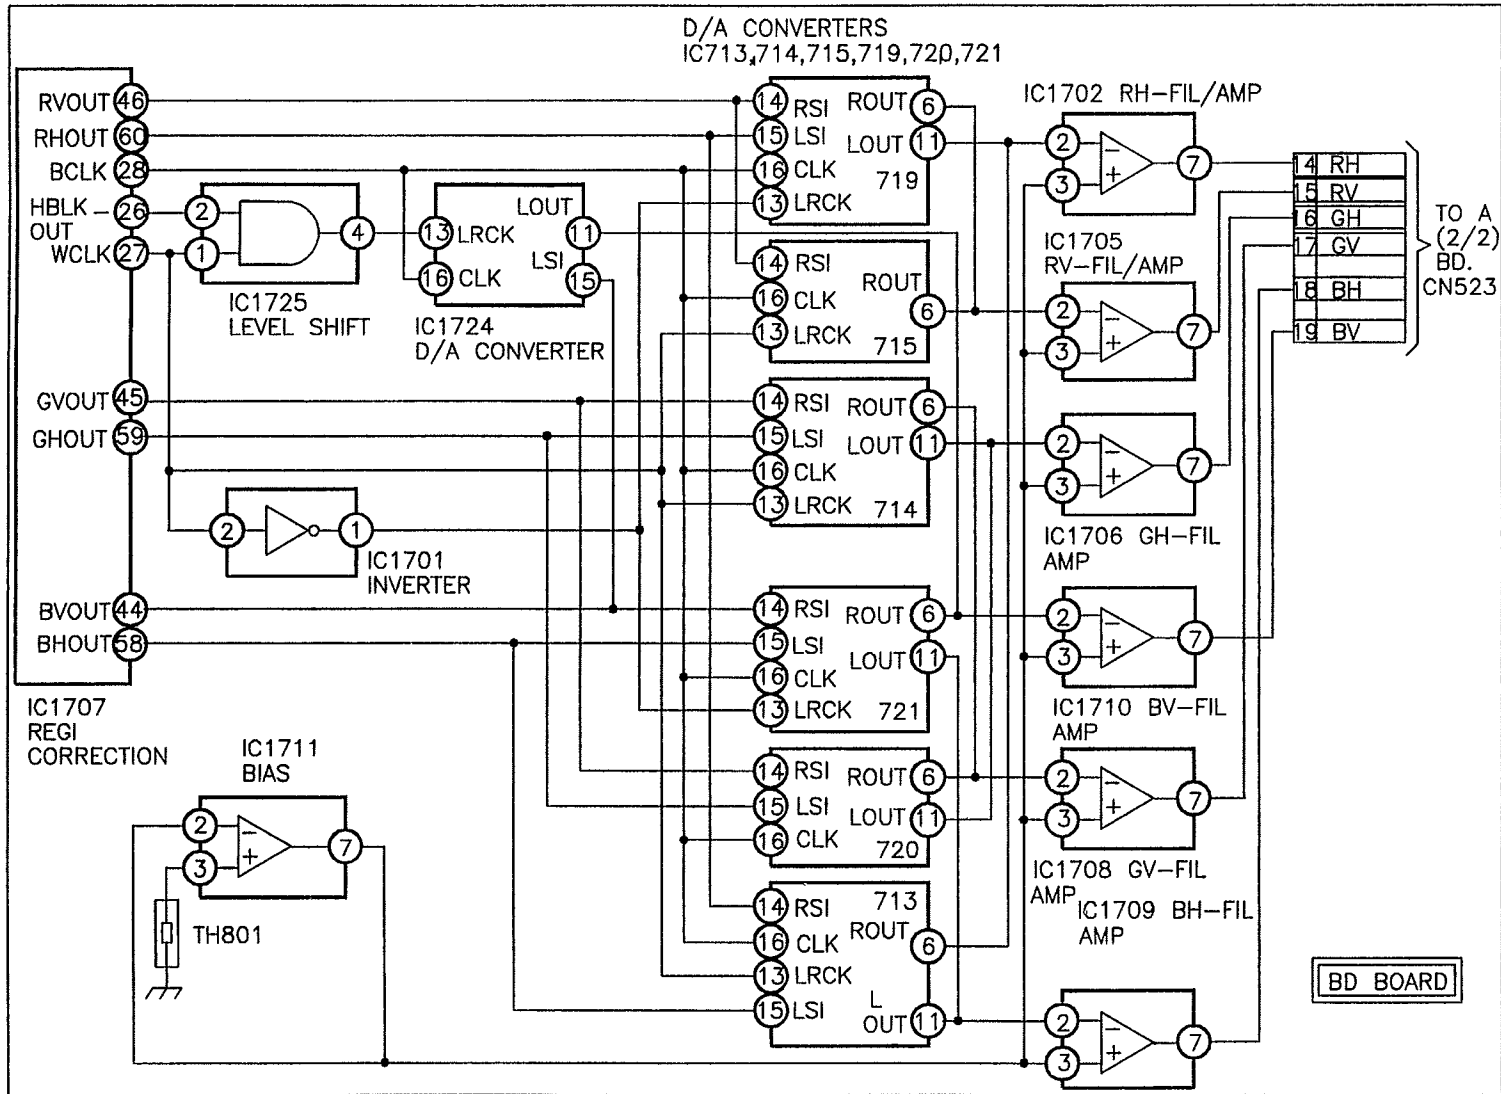 D/A CONVERTERS
IC713,714,715,719,720,721
RVOUT 46
RHOUT 60
BCLK 28
HBLK OUT 26
WCLK 27
GVOUT 45
GHOUT 59
BVOUT 44
BHOUT 58
IC1707
REGI
CORRECTION
2
1
4
IC1725
LEVEL SHIFT
13 LRCK
16 CLK
LOUT 11
LSI 15
IC1724
D/A CONVERTER
2
1
IC1701
INVERTER
IC1711
BIAS
2 −
3 +
7
TH801
14 RSI
15 LSI
16 CLK
13 LRCK
ROUT 6
LOUT 11
719
14 RSI
16 CLK
13 LRCK
ROUT
6
715
14 RSI
15 LSI
16 CLK
13 LRCK
ROUT 6
LOUT 11
714
14 RSI
15 LSI
16 CLK
13 LRCK
ROUT 6
LOUT 11
721
14 RSI
15 LSI
16 CLK
ROUT 6
LOUT 11
720
713
14 RSI
16 CLK
13 LRCK
15 LSI
ROUT
6
L
OUT 11
IC1702 RH-FIL/AMP
2 −
3 +
7
IC1705
RV-FIL/AMP
2 −
3 +
7
2 −
3 +
7
IC1706 GH-FIL
AMP
2 −
3 +
7
IC1710 BV-FIL
AMP
2 −
3 +
7
IC1708 GV-FIL
AMP
IC1709 BH-FIL
AMP
2 −
3 +
7
14 RH
15 RV
16 GH
17 GV
18 BH
19 BV
TO A
(2/2)
BD.
CN523
BD BOARD